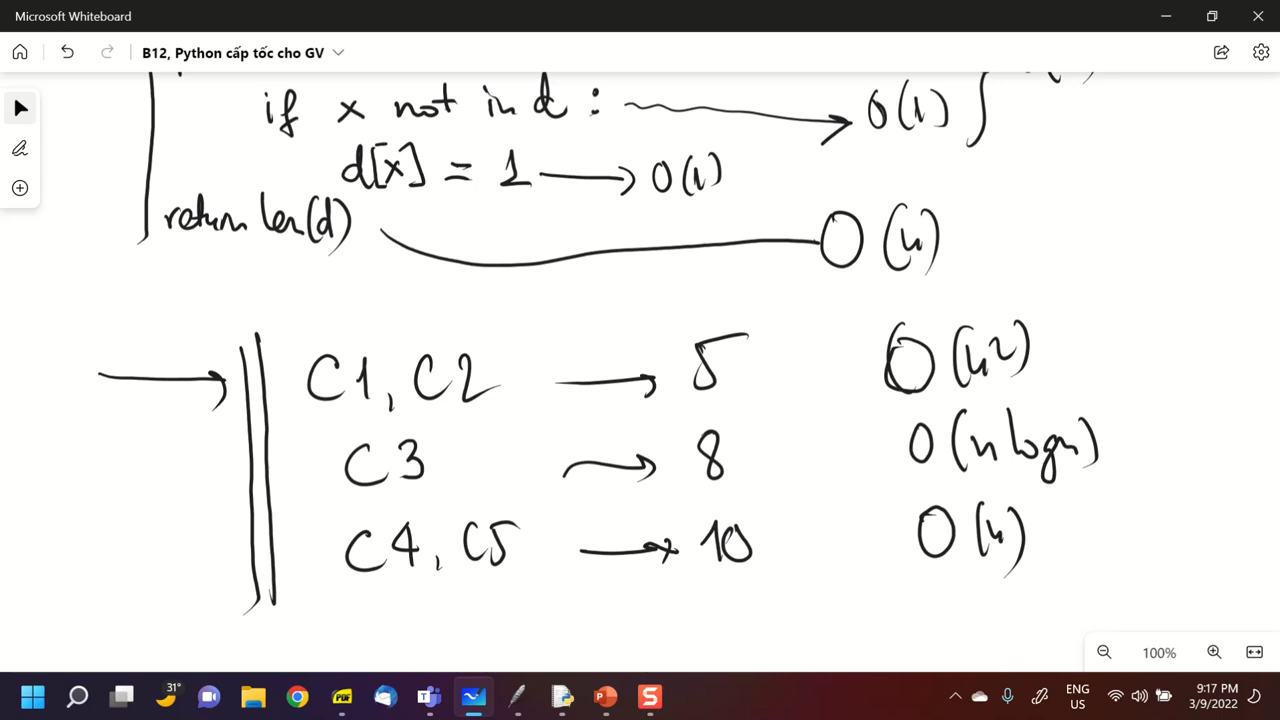 Microsoft Whiteboard
B12, Python cấp tốc cho GV
if x not in d : → O(1)
d[x] = 1 → O(1)
return len(d) O(n)
→ C1, C2 → 5 O(n2)
C3 → 8 O(n logn)
C4, C5 → 10 O(n)
100%
31°
ENG
US
9:17 PM
3/9/2022